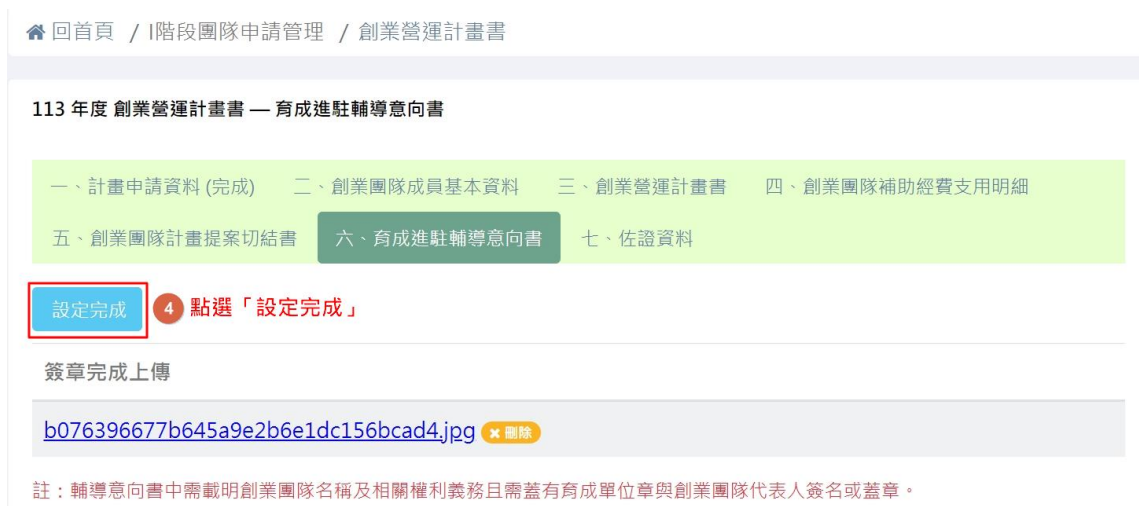 回首頁 / I階段團隊申請管理 / 創業營運計畫書
113 年度 創業營運計畫書 — 育成進駐輔導意向書
一、計畫申請資料 (完成) 二、創業團隊成員基本資料 三、創業營運計畫書 四、創業團隊補助經費支用明細
五、創業團隊計畫提案切結書 六、育成進駐輔導意向書 七、佐證資料
設定完成 4 點選「設定完成」
簽章完成上傳
b076396677b645a9e2b6e1dc156bcad4.jpg ×刪除
註：輔導意向書中需載明創業團隊名稱及相關權利義務且需蓋有育成單位章與創業團隊代表人簽名或蓋章。